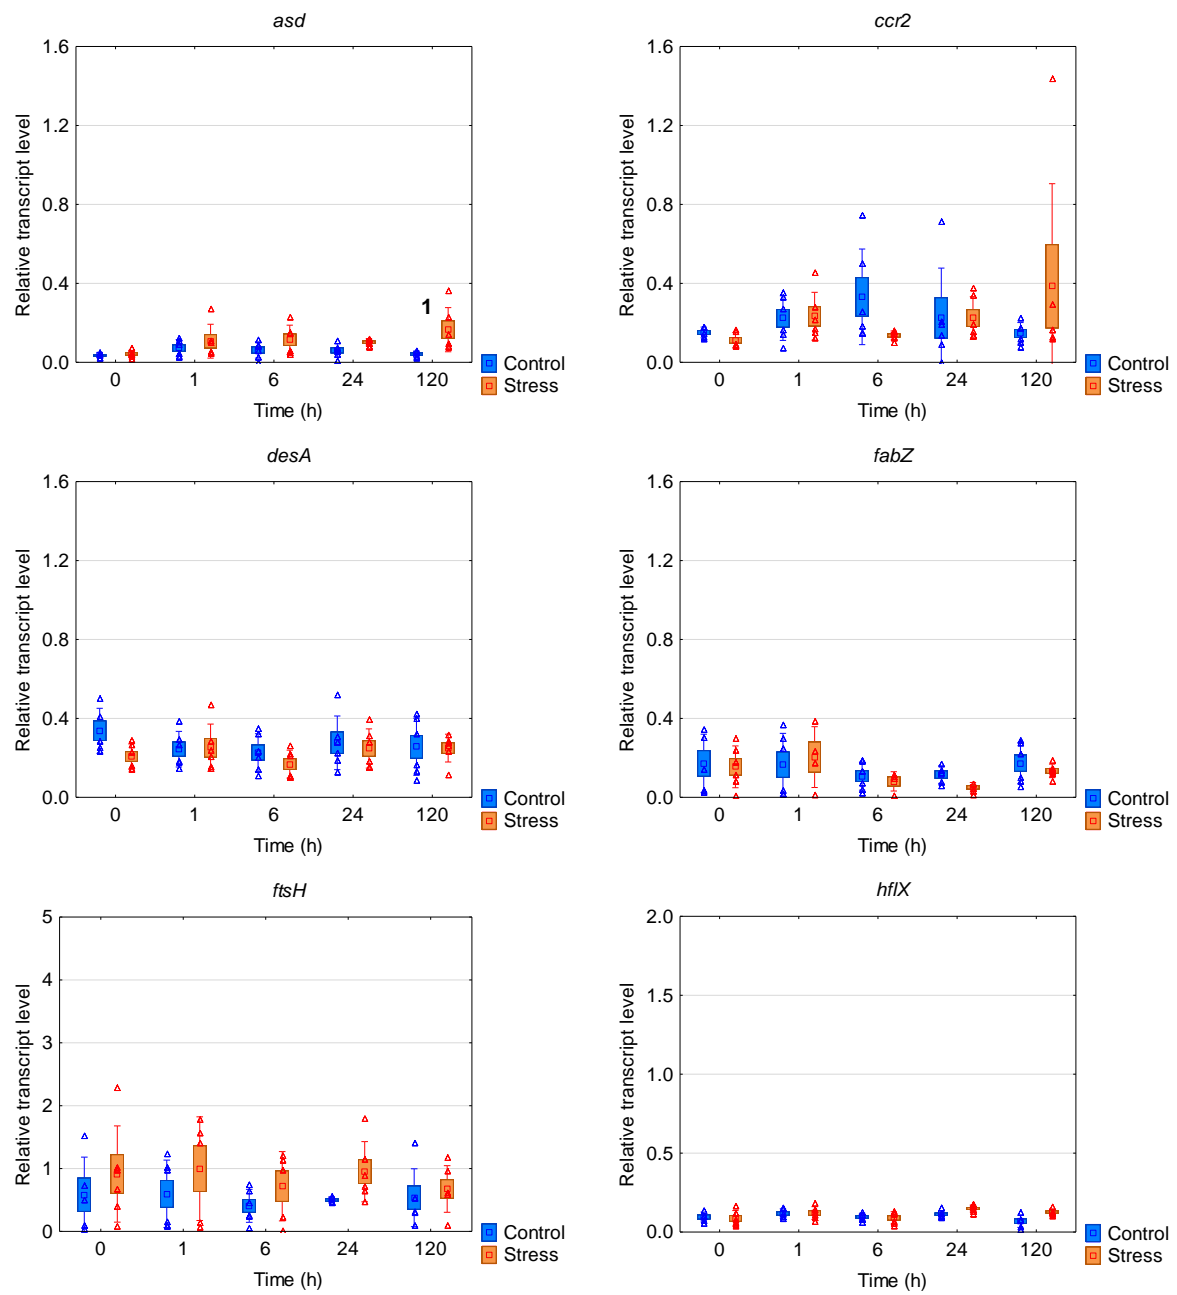 asd
Relative transcript level
1.6
1.2
0.8
0.4
0.0
1
0 1 6 24 120
Time (h)
Control
Stress
ccr2
Relative transcript level
1.6
1.2
0.8
0.4
0.0
0 1 6 24 120
Time (h)
Control
Stress
desA
Relative transcript level
1.6
1.2
0.8
0.4
0.0
0 1 6 24 120
Time (h)
Control
Stress
fabZ
Relative transcript level
1.6
1.2
0.8
0.4
0.0
0 1 6 24 120
Time (h)
Control
Stress
ftsH
Relative transcript level
5
4
3
2
1
0
0 1 6 24 120
Time (h)
Control
Stress
hflX
Relative transcript level
2.0
1.5
1.0
0.5
0.0
0 1 6 24 120
Time (h)
Control
Stress